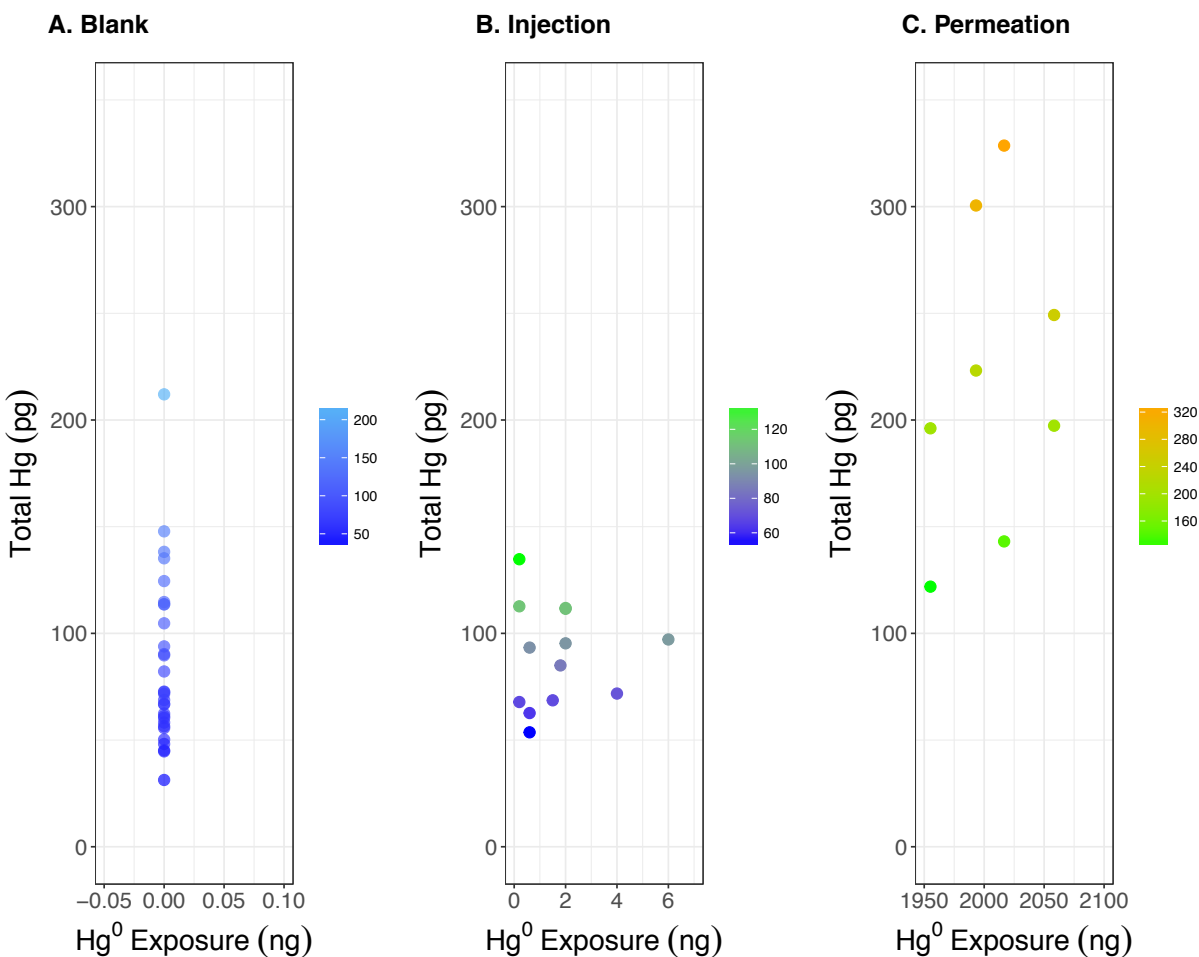 A. Blank
B. Injection
C. Permeation
Total Hg (pg)
300
200
100
0
−0.05 0.00 0.05 0.10
Hg⁰ Exposure (ng)
200
150
100
50
Total Hg (pg)
300
200
100
0
0 2 4 6
Hg⁰ Exposure (ng)
120
100
80
60
Total Hg (pg)
300
200
100
0
1950 2000 2050 2100
Hg⁰ Exposure (ng)
320
280
240
200
160